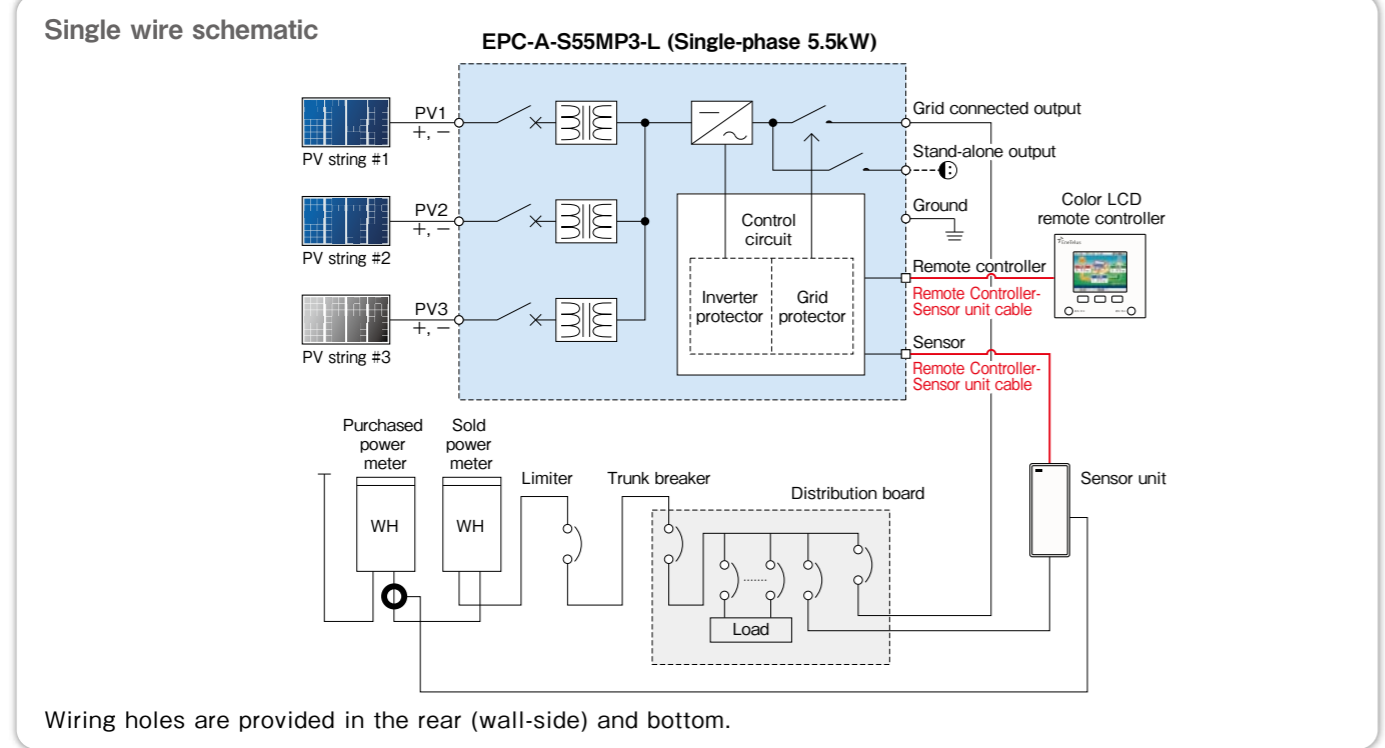 Single wire schematic
EPC-A-S55MP3-L (Single-phase 5.5kW)
PV1
+, −
PV string #1
PV2
+, −
PV string #2
PV3
+, −
PV string #3
Control
circuit
Inverter
protector
Grid
protector
Grid connected output
Stand-alone output
Ground
Remote controller
Remote Controller-
Sensor unit cable
Sensor
Remote Controller-
Sensor unit cable
Color LCD
remote controller
Purchased
power
meter
WH
Sold
power
meter
WH
Limiter
Trunk breaker
Distribution board
Load
Sensor unit
Wiring holes are provided in the rear (wall-side) and bottom.